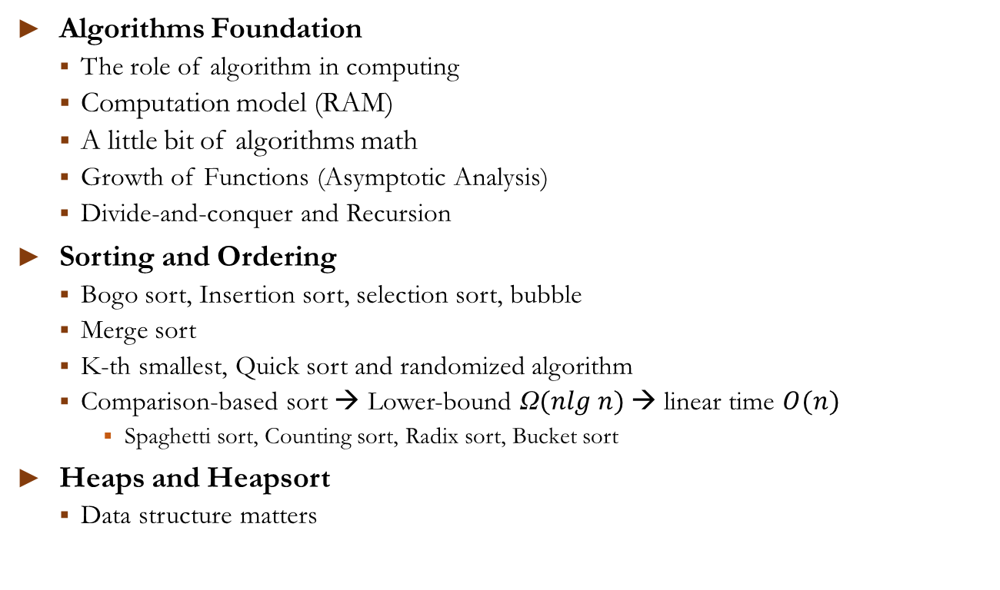 ► Algorithms Foundation
▪ The role of algorithm in computing
▪ Computation model (RAM)
▪ A little bit of algorithms math
▪ Growth of Functions (Asymptotic Analysis)
▪ Divide-and-conquer and Recursion
► Sorting and Ordering
▪ Bogo sort, Insertion sort, selection sort, bubble
▪ Merge sort
▪ K-th smallest, Quick sort and randomized algorithm
▪ Comparison-based sort → Lower-bound Ω(nlg n) → linear time O(n)
▪ Spaghetti sort, Counting sort, Radix sort, Bucket sort
► Heaps and Heapsort
▪ Data structure matters